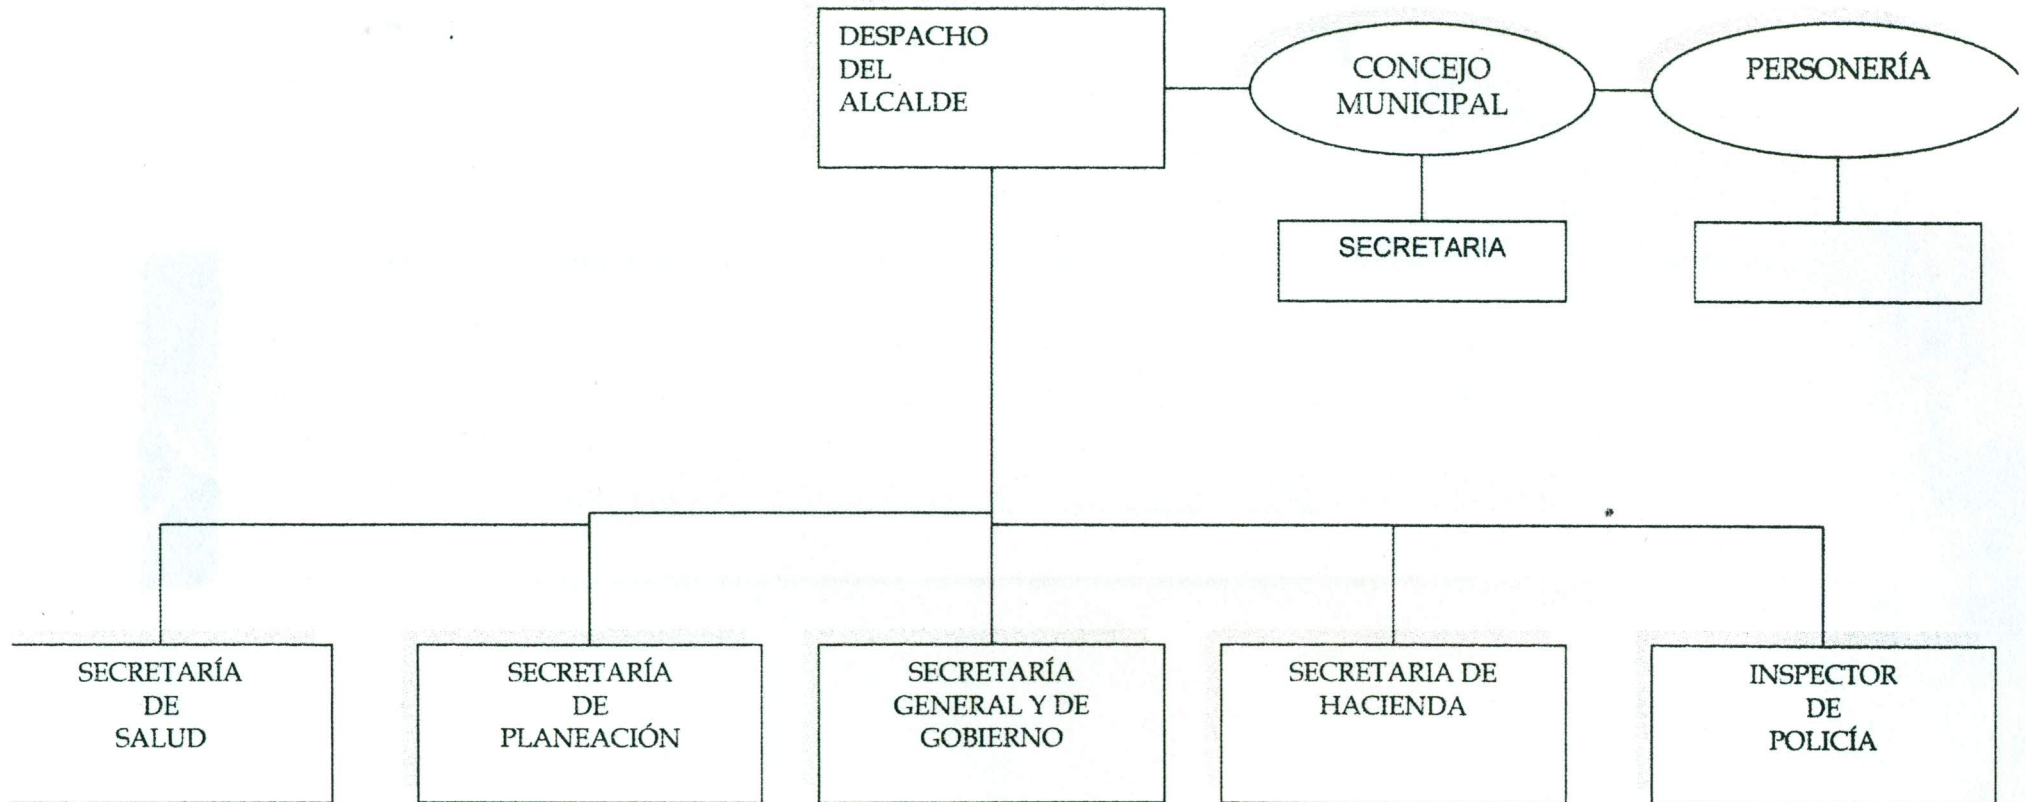 DESPACHO
DEL
ALCALDE
CONCEJO
MUNICIPAL
PERSONERÍA
SECRETARIA
SECRETARÍA
DE
SALUD
SECRETARÍA
DE
PLANEACIÓN
SECRETARÍA
GENERAL Y DE
GOBIERNO
SECRETARIA DE
HACIENDA
INSPECTOR
DE
POLICÍA